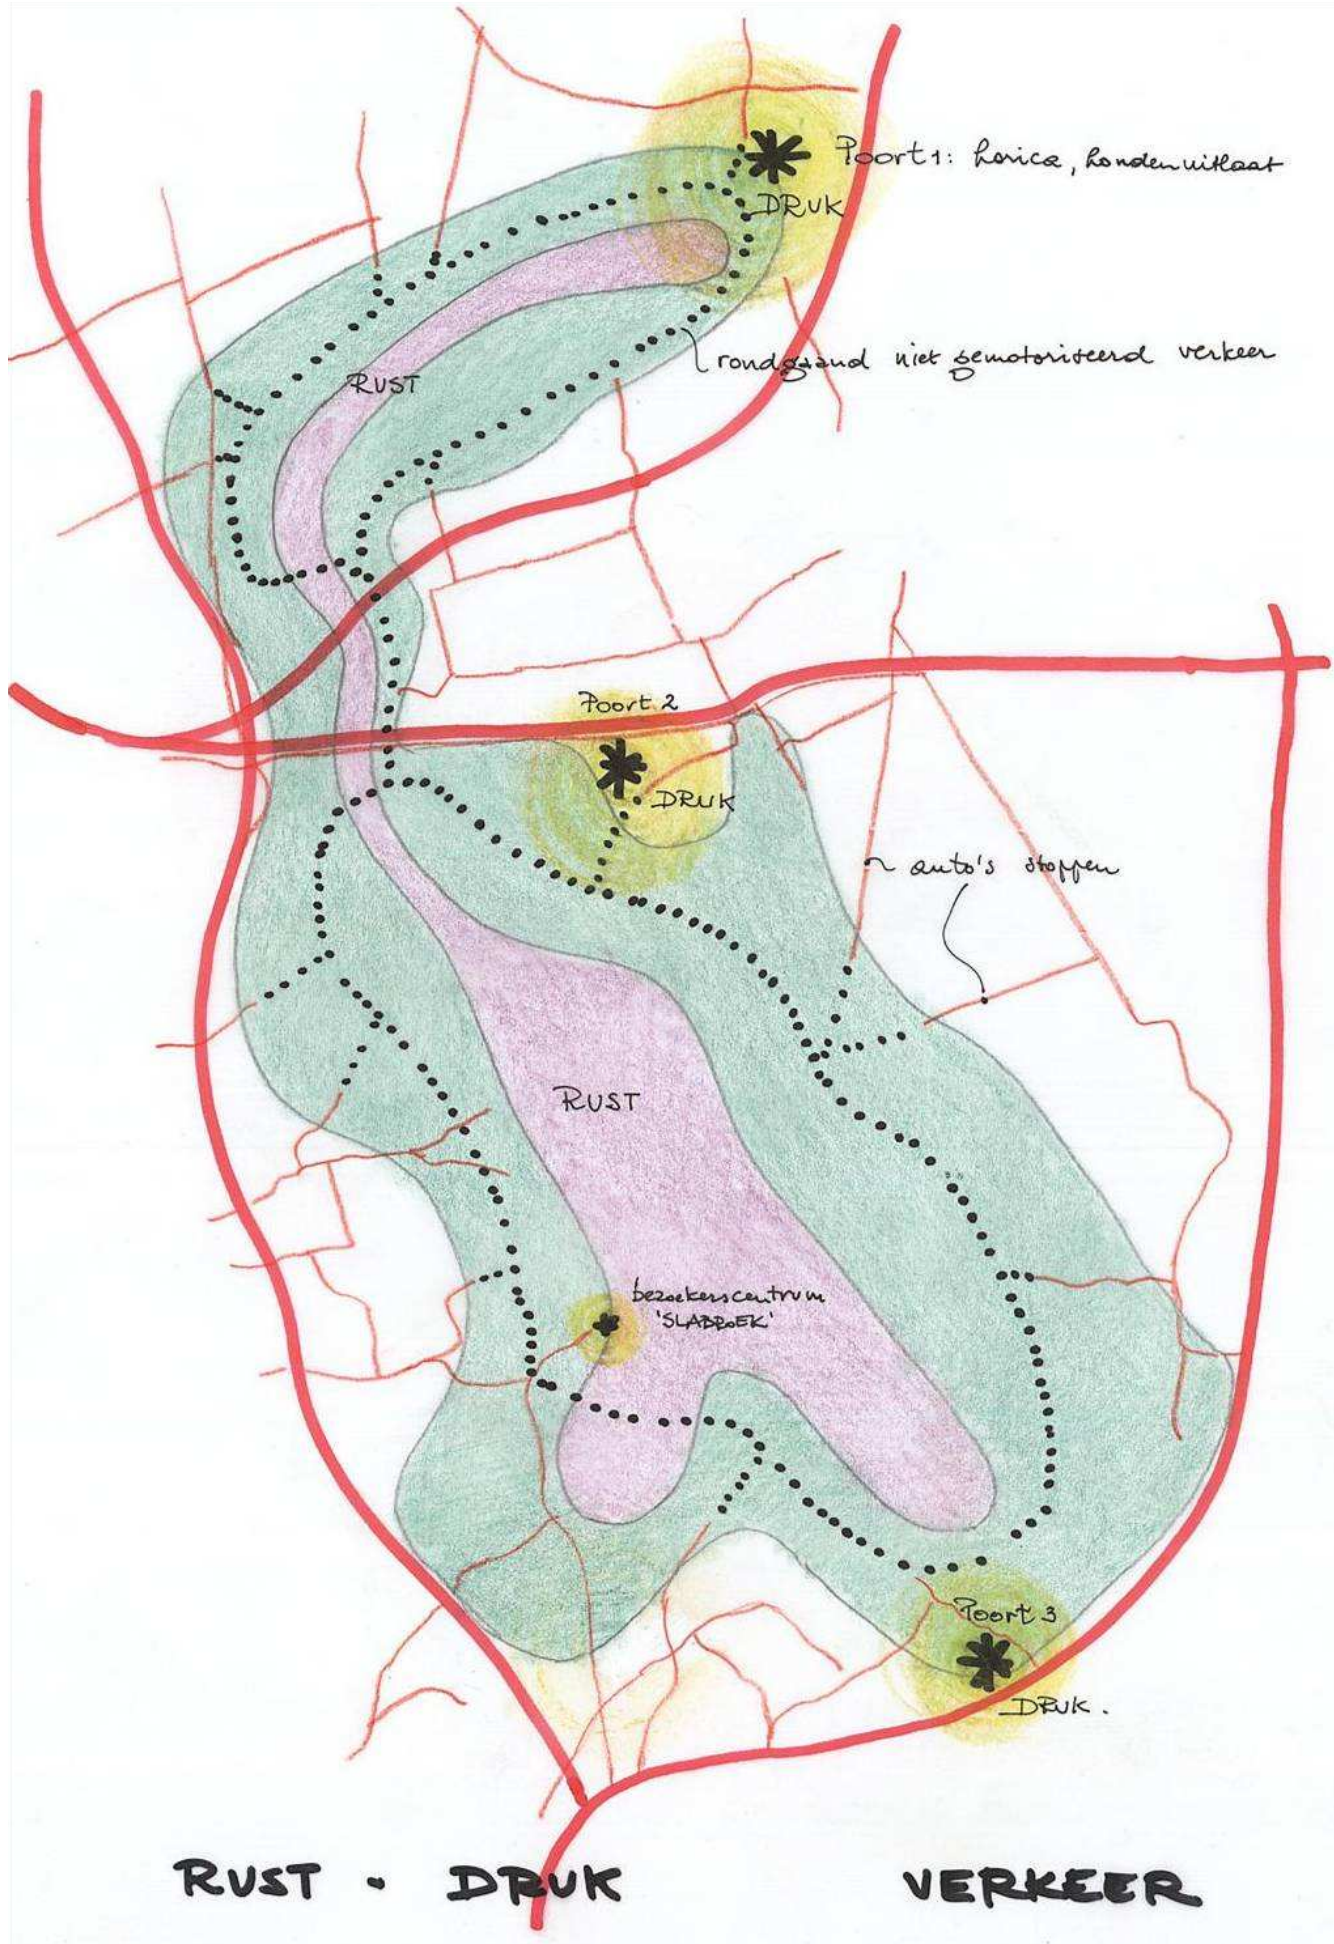 Poort 1: horica, hondenuitlaat
DRUK
rondgaand niet gemotoriseerd verkeer
RUST
Poort 2
DRUK
auto's stoppen
RUST
bezoekerscentrum
'SLABROEK'
Poort 3
DRUK.
RUST - DRUK VERKEER